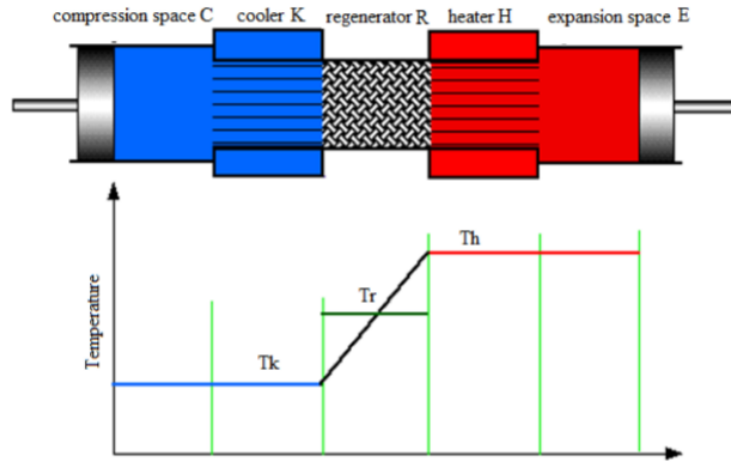 compression space C cooler K regenerator R heater H expansion space E
Temperature
Th
Tr
Tk